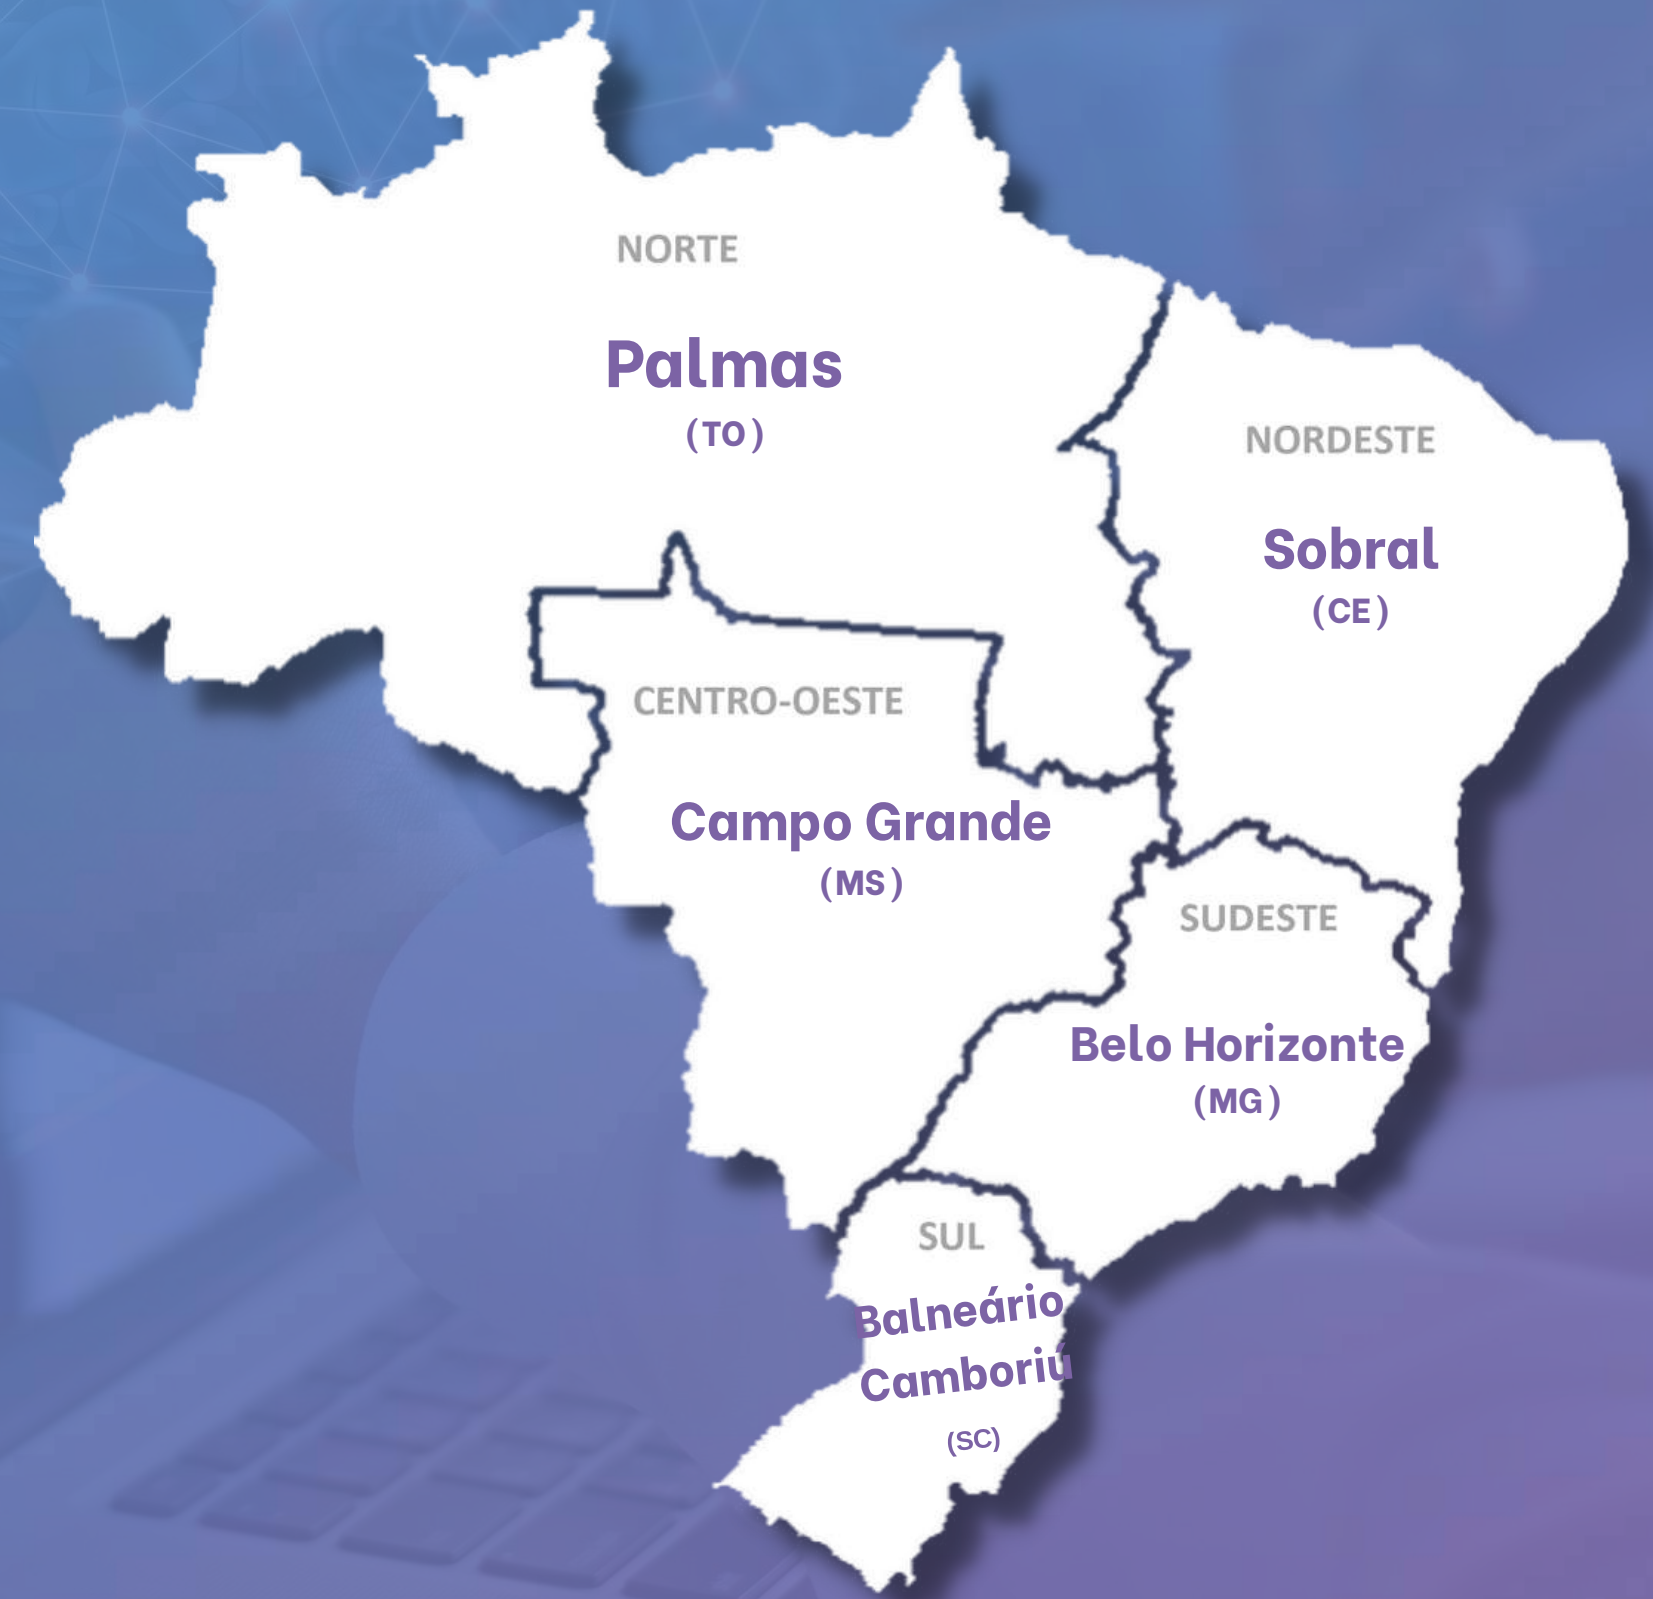 NORTE
Palmas
(TO)
NORDESTE
Sobral
(CE)
CENTRO-OESTE
Campo Grande
(MS)
SUDESTE
Belo Horizonte
(MG)
SUL
Balneário
Camboriú
(SC)